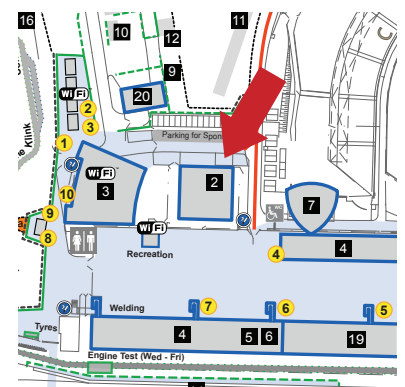 16
10
12
11
9
20
WiFi
2
3
Parking for Spon
Klink
1
WiFi
3
2
10
7
9
8
WiFi
Recreation
4
4
Welding
7
6
5
Tyres
4
5
6
19
Engine Test (Wed - Fri)